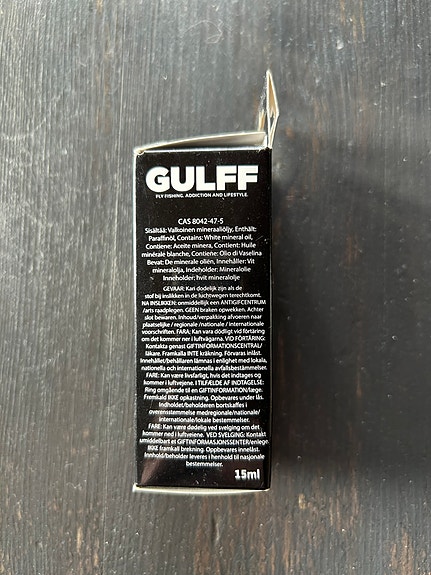 GULFF
FLY FISHING. ADDICTION AND LIFESTYLE.
CAS 8042-47-5
Sisältää: Valkoinen mineraaliöljy, Enthält:
Paraffinöl, Contains: White mineral oil,
Contiene: Aceite minera, Contient: Huile
minérale blanche, Contiene: Olio di Vaselina
Bevat: De minerale oliën, Innehåller: Vit
mineralolja, Indeholder: Mineralolie
Inneholder: hvit mineralolje
GEVAAR: Kan dodelijk zijn als de
stof bij inslikken in de luchtwegen terechtkomt.
NA INSLIKKEN: onmiddellijk een ANTIGIFCENTRUM
/arts raadplegen. GEEN braken opwekken. Achter
slot bewaren. Inhoud/verpakking afvoeren naar
plaatselijke / regionale / nationale / internationale
voorschriften. FARA; Kan vara dödligt vid förtäring
om det kommer ner i luftvägarna. VID FÖRTÄRING:
Kontakta genast GIFTINFORMATIONSCENTRAL/
läkare. Framkalla INTE kräkning. Förvaras inlåst.
Innehållet/behållaren lämnas i enlighet med lokala,
nationella och internationella avfallsbestämmelser.
FARE: Kan være livsfarligt, hvis det indtages og
kommer i luftvejene. I TILFÆLDE AF INDTAGELSE:
Ring omgående til en GIFTINFORMATION/læge.
Fremkald IKKE opkastning. Opbevares under lås.
Indholdet/beholderen bortskaffes i
overensstemmelse medregionale/nationale/
internationale/lokale bestemmelser.
FARE: Kan være dødelig ved svelging om det
kommer ned i luftveiene. VED SVELGING: Kontakt
umiddelbart et GIFTINFORMASJONSSENTER/enlege.
IKKE framkall brekning. Oppbevares innelåst.
Innhold/beholder leveres i henhold til nasjonale
bestemmelser.
15ml